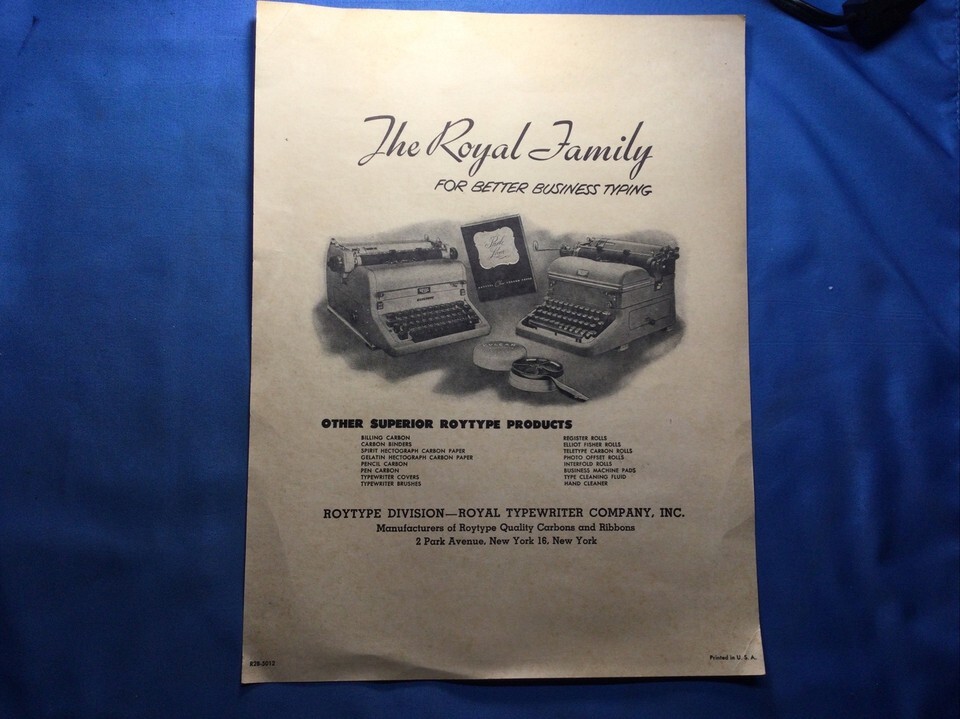 The Royal Family
FOR BETTER BUSINESS TYPING
Park
OTHER SUPERIOR ROYTYPE PRODUCTS
BILLING CARBON
CARBON BINDERS
SPIRIT HECTOGRAPH CARBON PAPER
GELATIN HECTOGRAPH CARBON PAPER
PENCIL CARBON
PEN CARBON
TYPEWRITER COVERS
TYPEWRITER BRUSHES
REGISTER ROLLS
ELLIOT FISHER ROLLS
TELETYPE CARBON ROLLS
PHOTO OFFSET ROLLS
INTERFOLD ROLLS
BUSINESS MACHINE PADS
TYPE CLEANING FLUID
HAND CLEANER
ROYTYPE DIVISION—ROYAL TYPEWRITER COMPANY, INC.
Manufacturers of Roytype Quality Carbons and Ribbons
2 Park Avenue, New York 16, New York
R28-5012
Printed in U. S. A.